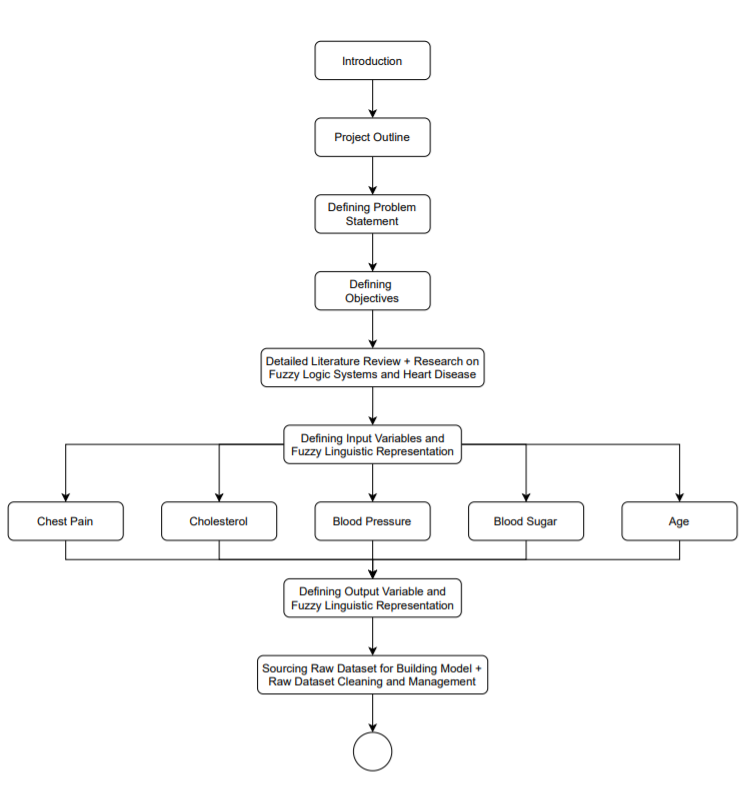 Introduction
Project Outline
Defining Problem
Statement
Defining
Objectives
Detailed Literature Review + Research on
Fuzzy Logic Systems and Heart Disease
Defining Input Variables and
Fuzzy Linguistic Representation
Chest Pain
Cholesterol
Blood Pressure
Blood Sugar
Age
Defining Output Variable and
Fuzzy Linguistic Representation
Sourcing Raw Dataset for Building Model +
Raw Dataset Cleaning and Management